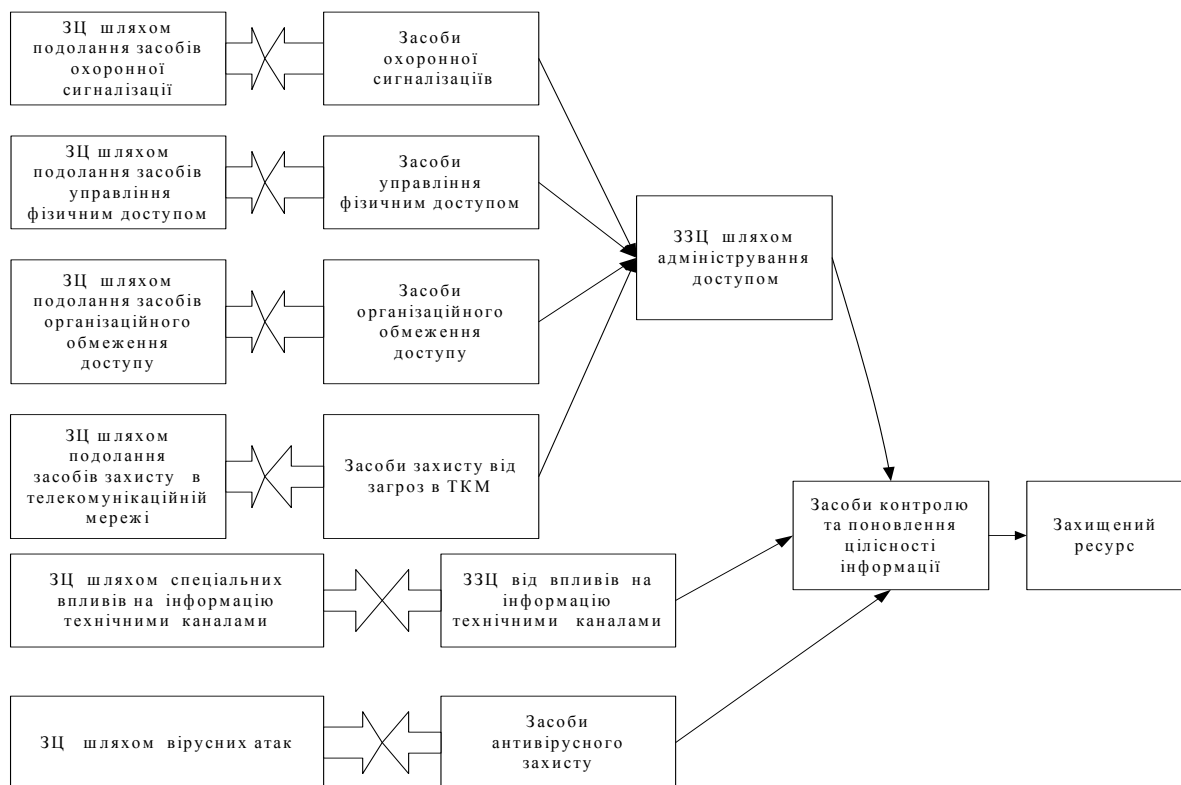 ЗЦ шляхом
подолання засобів
охоронної
сигналізації
Засоби
охоронної
сигналізаціїв
ЗЦ шляхом
подолання засобів
управління
фізичним доступом
Засоби
управління
фізичним доступом
ЗЗЦ шляхом
адміністрування
доступом
ЗЦ шляхом
подолання засобів
організаційного
обмеження
доступу
Засоби
організаційного
обмеження
доступу
ЗЦ шляхом
подолання
засобів захисту в
телекомунікаційній
мережі
Засоби захисту від
загроз в ТКМ
Засоби контролю
та поновлення
цілісності
інформації
Захищений
ресурс
ЗЦ шляхом спеціальних
впливів на інформацію
технічними каналами
ЗЗЦ від впливів на
інформацію
технічними каналами
ЗЦ шляхом вірусних атак
Засоби
антивірусного
захисту